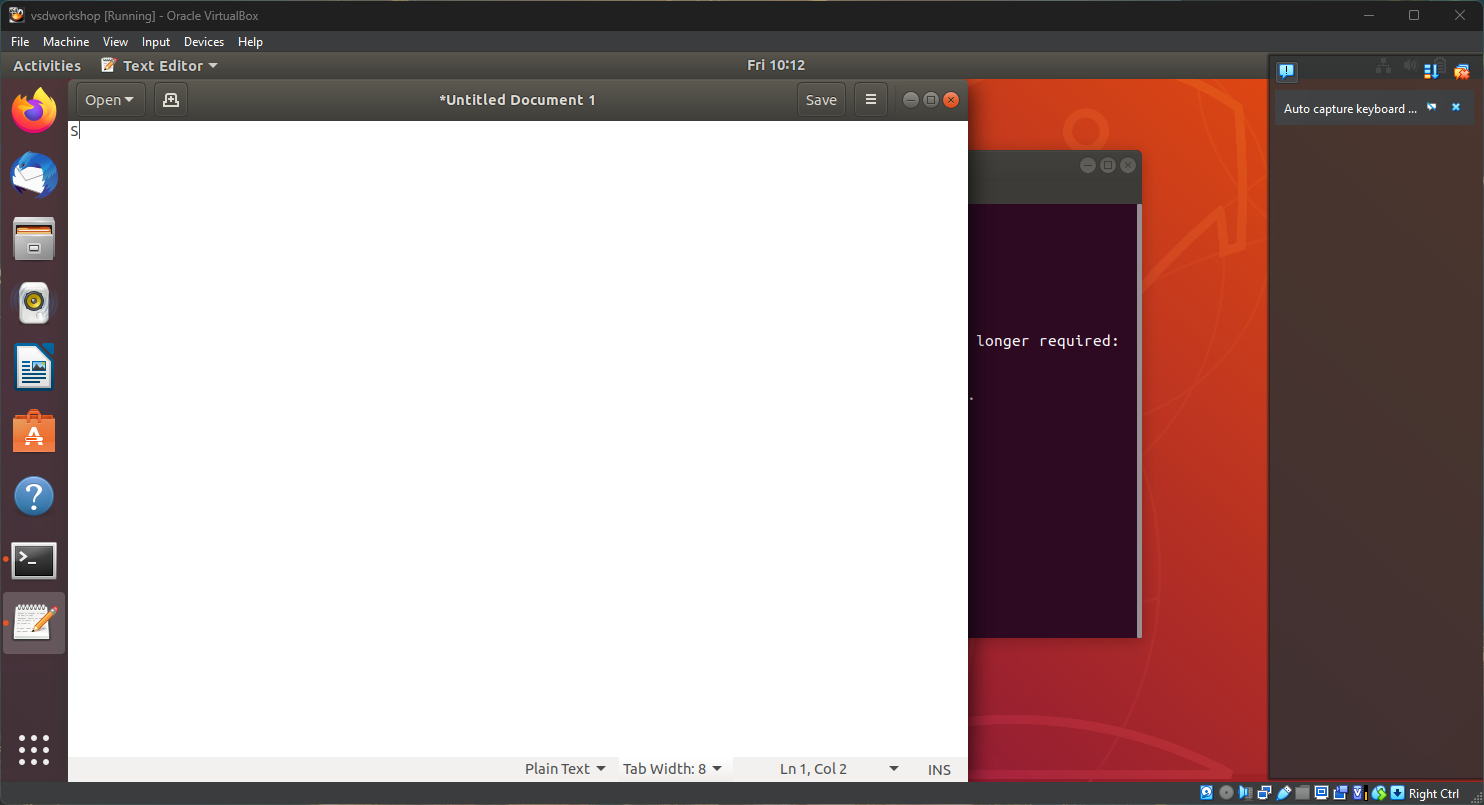 vsdworkshop [Running] - Oracle VirtualBox
File Machine View Input Devices Help
Activities Text Editor Fri 10:12
Open *Untitled Document 1 Save
S
Auto capture keyboard ...
longer required:
.
Plain Text Tab Width: 8 Ln 1, Col 2 INS
Right Ctrl